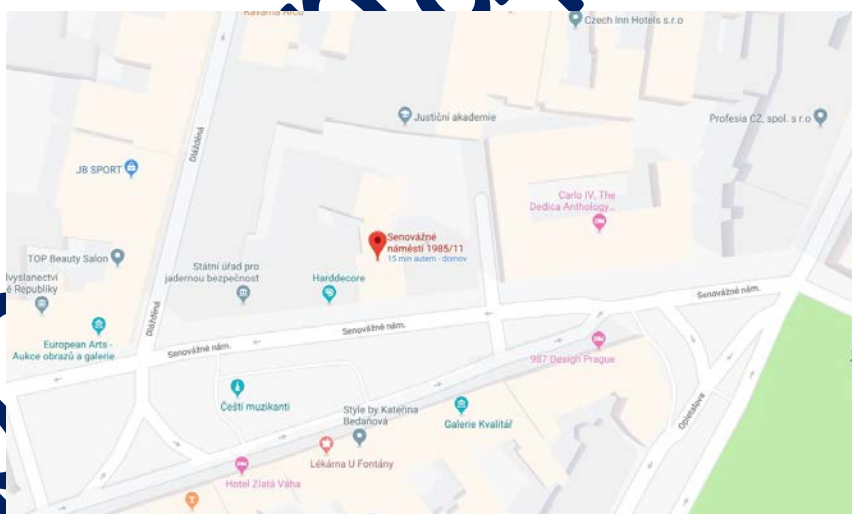 Kavárna Arco
Czech Inn Hotels s.r.o
Justiční akademie
Profesia CZ, spol. s r.o
Dlážděná
JB SPORT
Carlo IV, The
Dedica Anthology...
Senovážné
náměstí 1985/11
15 min autem - domov
TOP Beauty Salon
Státní úřad pro
jadernou bezpečnost
Harddecore
lvyslanectví
é Republiky
Senovážné nám.
Dlážděná
Senovážné nám.
European Arts -
Aukce obrazů a galerie
Senovážné nám.
987 Design Prague
Čeští muzikanti
Style by Kateřina
Bedaňová
Galerie Kvalitář
Opletalova
Lékárna U Fontány
Hotel Zlatá Váha